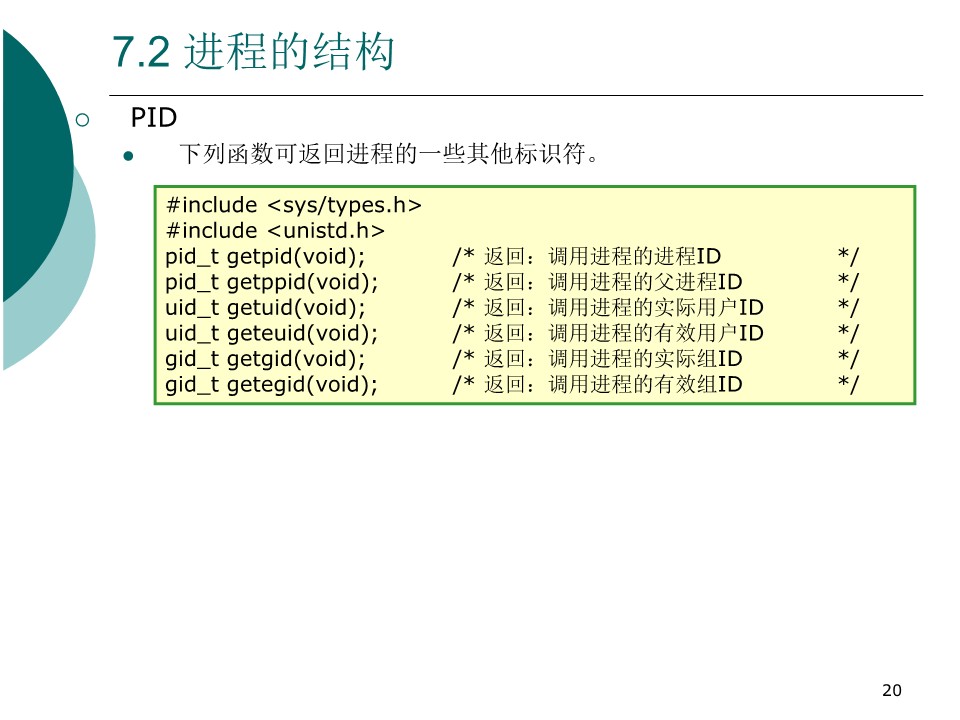 7.2 进程的结构
PID
下列函数可返回进程的一些其他标识符。
#include <sys/types.h>
#include <unistd.h>
pid_t getpid(void); /* 返回：调用进程的进程ID */
pid_t getppid(void); /* 返回：调用进程的父进程ID */
uid_t getuid(void); /* 返回：调用进程的实际用户ID */
uid_t geteuid(void); /* 返回：调用进程的有效用户ID */
gid_t getgid(void); /* 返回：调用进程的实际组ID */
gid_t getegid(void); /* 返回：调用进程的有效组ID */
20